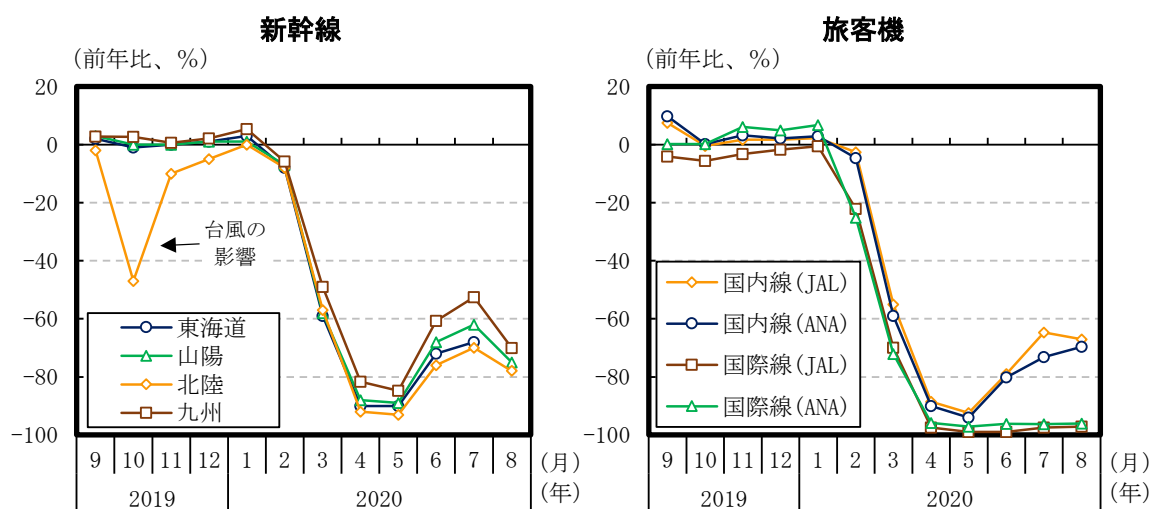 新幹線
(前年比、%)
20
0
-20
-40
-60
-80
-100
台風の
影響
東海道
山陽
北陸
九州
9 10 11 12 1 2 3 4 5 6 7 8 (月)
2019 2020 (年)
旅客機
(前年比、%)
20
0
-20
-40
-60
-80
-100
国内線(JAL)
国内線(ANA)
国際線(JAL)
国際線(ANA)
9 10 11 12 1 2 3 4 5 6 7 8 (月)
2019 2020 (年)